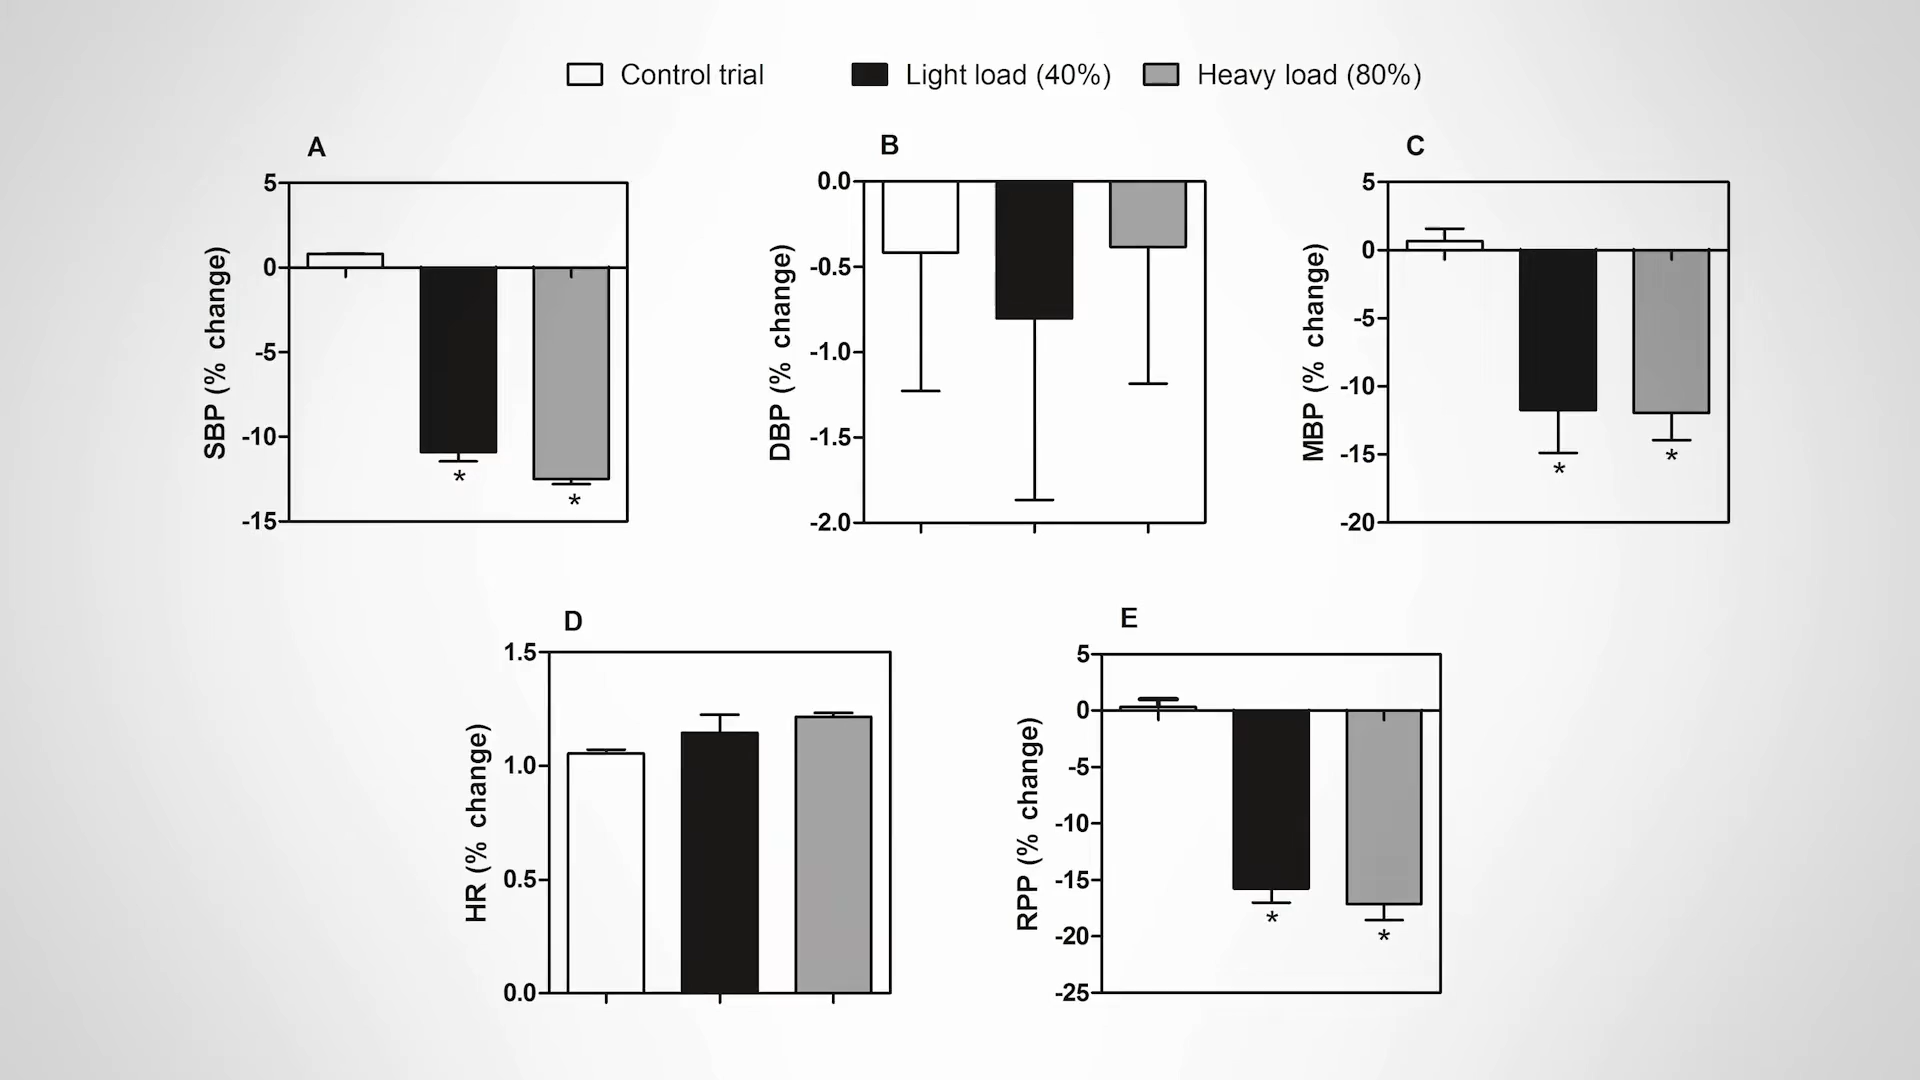 Control trial
Light load (40%)
Heavy load (80%)
A
SBP (% change)
5
0
-5
-10
-15
*
*
B
DBP (% change)
0.0
-0.5
-1.0
-1.5
-2.0
C
MBP (% change)
5
0
-5
-10
-15
-20
*
*
D
HR (% change)
1.5
1.0
0.5
0.0
E
RPP (% change)
5
0
-5
-10
-15
-20
-25
*
*